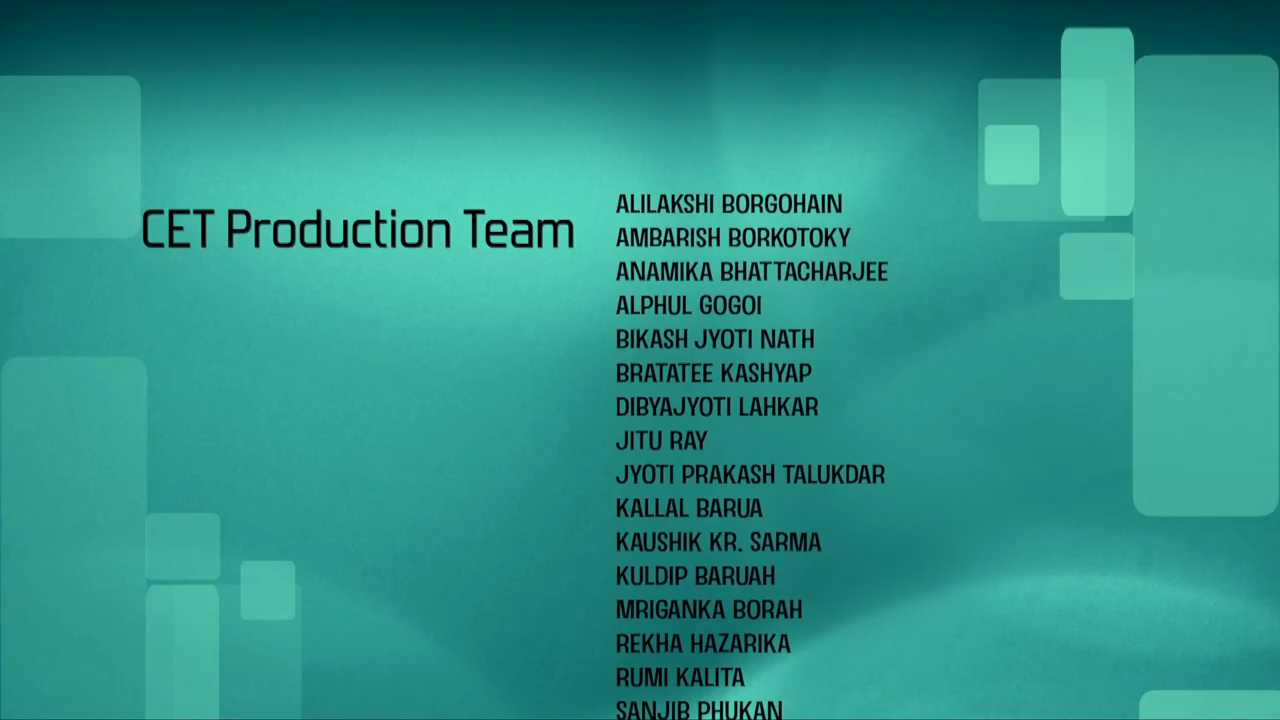 CET Production Team
ALILAKSHI BORGOHAIN
AMBARISH BORKOTOKY
ANAMIKA BHATTACHARJEE
ALPHUL GOGOI
BIKASH JYOTI NATH
BRATATEE KASHYAP
DIBYAJYOTI LAHKAR
JITU RAY
JYOTI PRAKASH TALUKDAR
KALLAL BARUA
KAUSHIK KR. SARMA
KULDIP BARUAH
MRIGANKA BORAH
REKHA HAZARIKA
RUMI KALITA
SANJIB PHUKAN